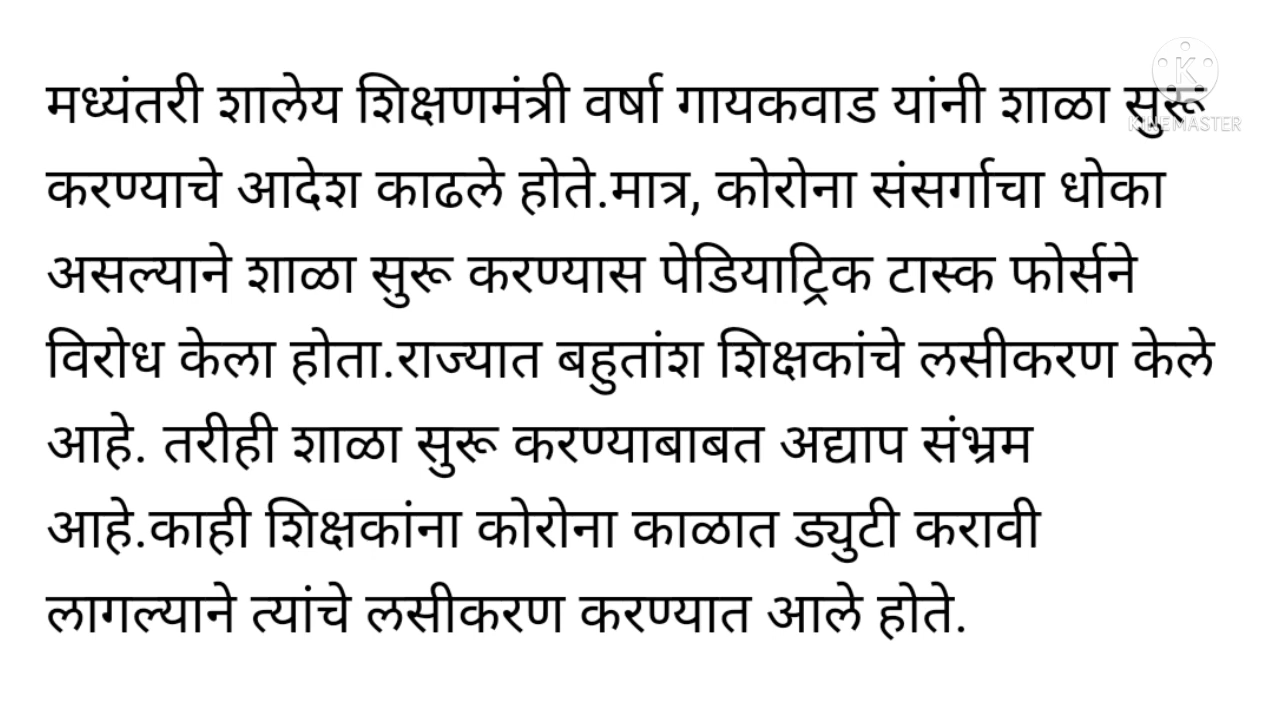 मध्यंतरी शालेय शिक्षणमंत्री वर्षा गायकवाड यांनी शाळा सुरू
करण्याचे आदेश काढले होते.मात्र, कोरोना संसर्गाचा धोका
असल्याने शाळा सुरू करण्यास पेडियाट्रिक टास्क फोर्सने
विरोध केला होता.राज्यात बहुतांश शिक्षकांचे लसीकरण केले
आहे. तरीही शाळा सुरू करण्याबाबत अद्याप संभ्रम
आहे.काही शिक्षकांना कोरोना काळात ड्युटी करावी
लागल्याने त्यांचे लसीकरण करण्यात आले होते.
K
KINEMASTER